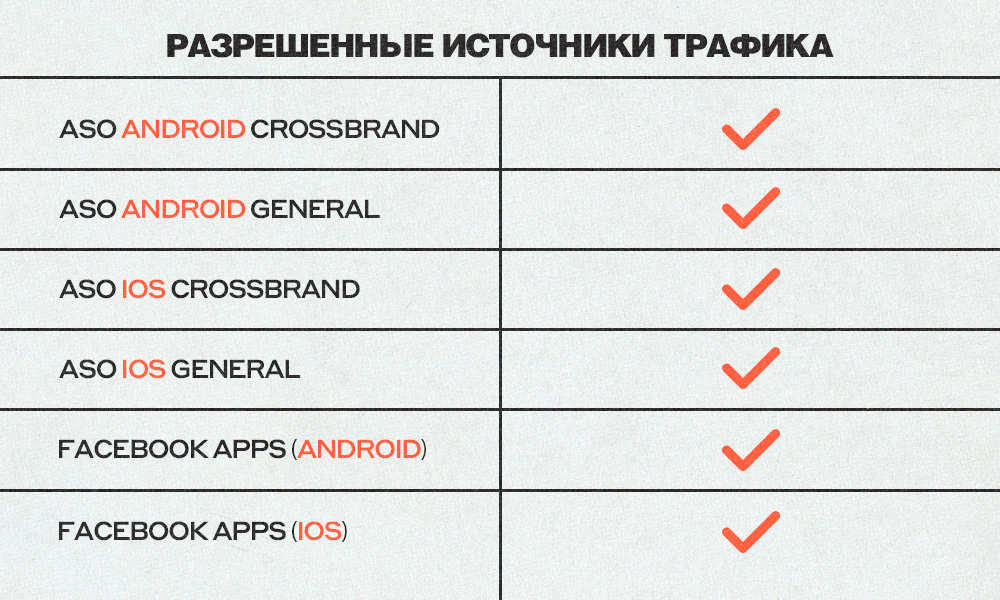 РАЗРЕШЕННЫЕ ИСТОЧНИКИ ТРАФИКА
ASO ANDROID CROSSBRAND
ASO ANDROID GENERAL
ASO IOS CROSSBRAND
ASO IOS GENERAL
FACEBOOK APPS (ANDROID)
FACEBOOK APPS (IOS)